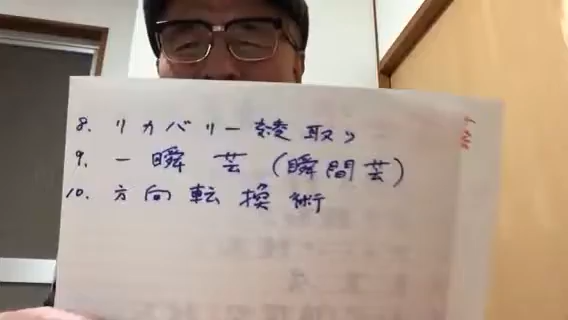 8. リカバリー綾取り
9. 一瞬芸(瞬間芸)
10. 方向転換術